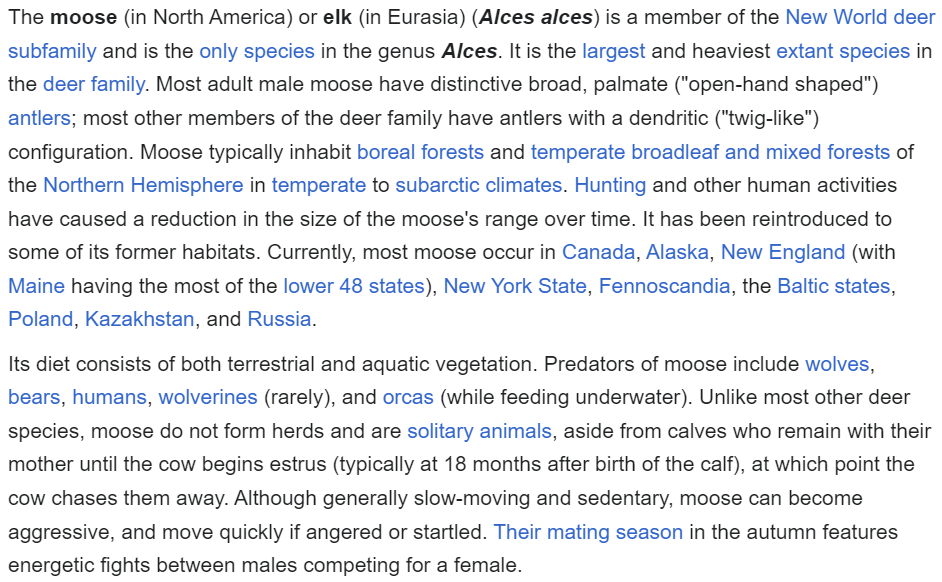 The moose (in North America) or elk (in Eurasia) (Alces alces) is a member of the New World deer
subfamily and is the only species in the genus Alces. It is the largest and heaviest extant species in
the deer family. Most adult male moose have distinctive broad, palmate ("open-hand shaped")
antlers; most other members of the deer family have antlers with a dendritic ("twig-like")
configuration. Moose typically inhabit boreal forests and temperate broadleaf and mixed forests of
the Northern Hemisphere in temperate to subarctic climates. Hunting and other human activities
have caused a reduction in the size of the moose's range over time. It has been reintroduced to
some of its former habitats. Currently, most moose occur in Canada, Alaska, New England (with
Maine having the most of the lower 48 states), New York State, Fennoscandia, the Baltic states,
Poland, Kazakhstan, and Russia.
Its diet consists of both terrestrial and aquatic vegetation. Predators of moose include wolves,
bears, humans, wolverines (rarely), and orcas (while feeding underwater). Unlike most other deer
species, moose do not form herds and are solitary animals, aside from calves who remain with their
mother until the cow begins estrus (typically at 18 months after birth of the calf), at which point the
cow chases them away. Although generally slow-moving and sedentary, moose can become
aggressive, and move quickly if angered or startled. Their mating season in the autumn features
energetic fights between males competing for a female.